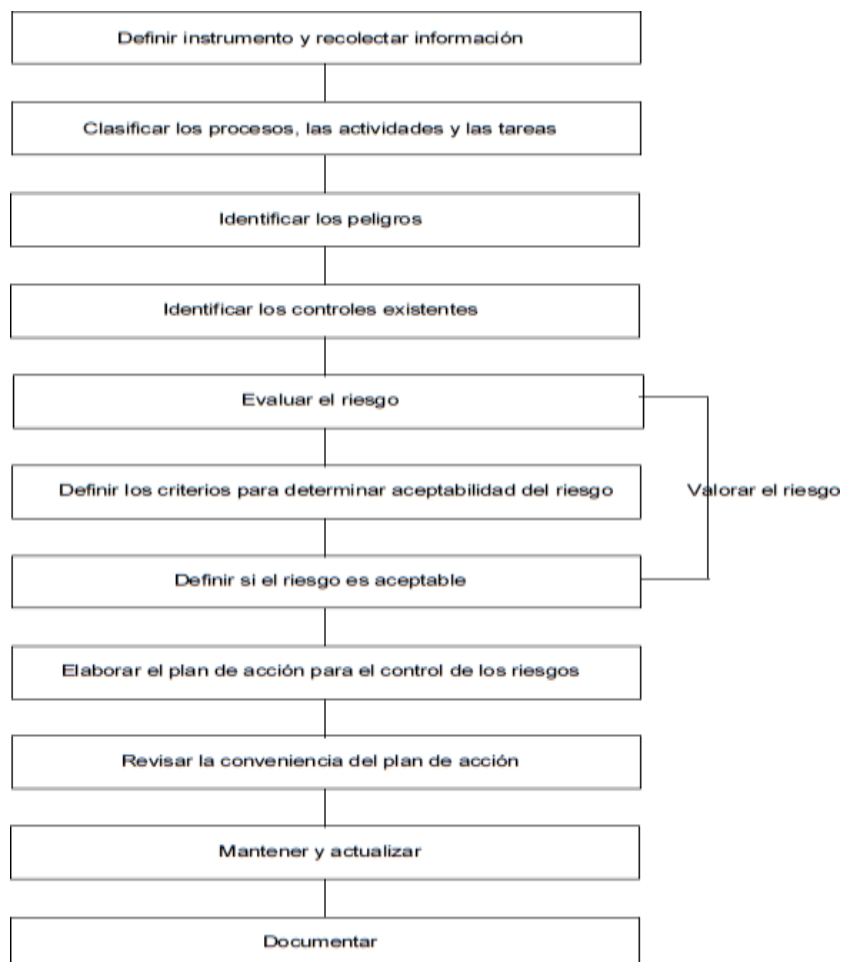 Definir instrumento y recolectar información
Clasificar los procesos, las actividades y las tareas
Identificar los peligros
Identificar los controles existentes
Evaluar el riesgo
Definir los criterios para determinar aceptabilidad del riesgo
Valorar el riesgo
Definir si el riesgo es aceptable
Elaborar el plan de acción para el control de los riesgos
Revisar la conveniencia del plan de acción
Mantener y actualizar
Documentar